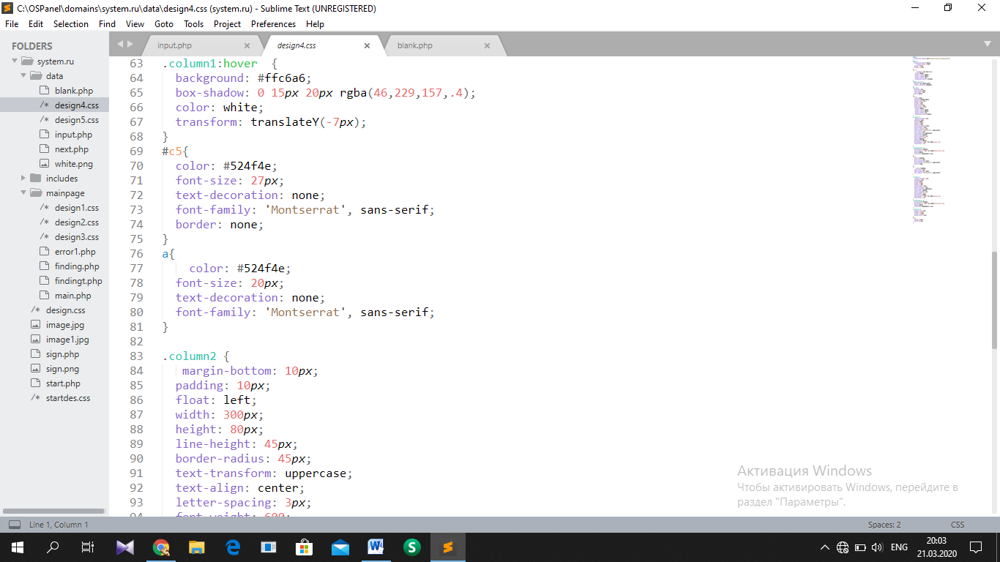 C:\OSPanel\domains\system.ru\data\design4.css (system.ru) - Sublime Text (UNREGISTERED)
File Edit Selection Find View Goto Tools Project Preferences Help
FOLDERS
system.ru
data
blank.php
/* design4.css
/* design5.css
input.php
next.php
white.png
includes
mainpage
/* design1.css
/* design2.css
/* design3.css
error1.php
finding.php
findingt.php
main.php
/* design.css
image.jpg
image1.jpg
sign.php
sign.png
start.php
/* startdes.css
input.php × design4.css × blank.php ×
63 .column1:hover  {
64   background: #ffc6a6;
65   box-shadow: 0 15px 20px rgba(46,229,157,.4);
66   color: white;
67   transform: translateY(-7px);
68 }
69 #c5{
70   color: #524f4e;
71   font-size: 27px;
72   text-decoration: none;
73   font-family: 'Montserrat', sans-serif;
74   border: none;
75 }
76 a{
77     color: #524f4e;
78   font-size: 20px;
79   text-decoration: none;
80   font-family: 'Montserrat', sans-serif;
81 }
82
83 .column2 {
84    margin-bottom: 10px;
85   padding: 10px;
86   float: left;
87   width: 300px;
88   height: 80px;
89   line-height: 45px;
90   border-radius: 45px;
91   text-transform: uppercase;
92   text-align: center;
93   letter-spacing: 3px;
94   font-weight: 600;
Активация Windows
Чтобы активировать Windows, перейдите в
раздел "Параметры".
Line 1, Column 1
Spaces: 2
CSS
ENG
20:03
21.03.2020